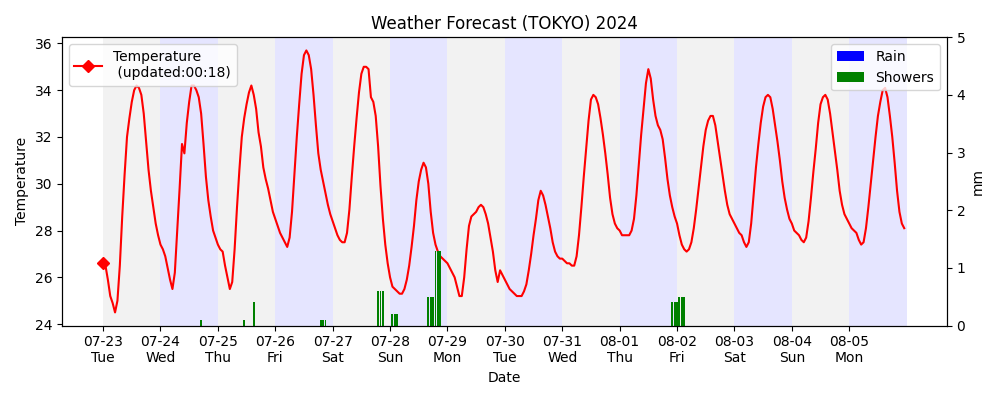 Weather Forecast (TOKYO) 2024
Temperature
(updated:00:18)
Rain
Showers
Temperature
36
34
32
30
28
26
24
5
4
3
2
1
0
mm
07-23 07-24 07-25 07-26 07-27 07-28 07-29 07-30 07-31 08-01 08-02 08-03 08-04 08-05
Tue Wed Thu Fri Sat Sun Mon Tue Wed Thu Fri Sat Sun Mon
Date